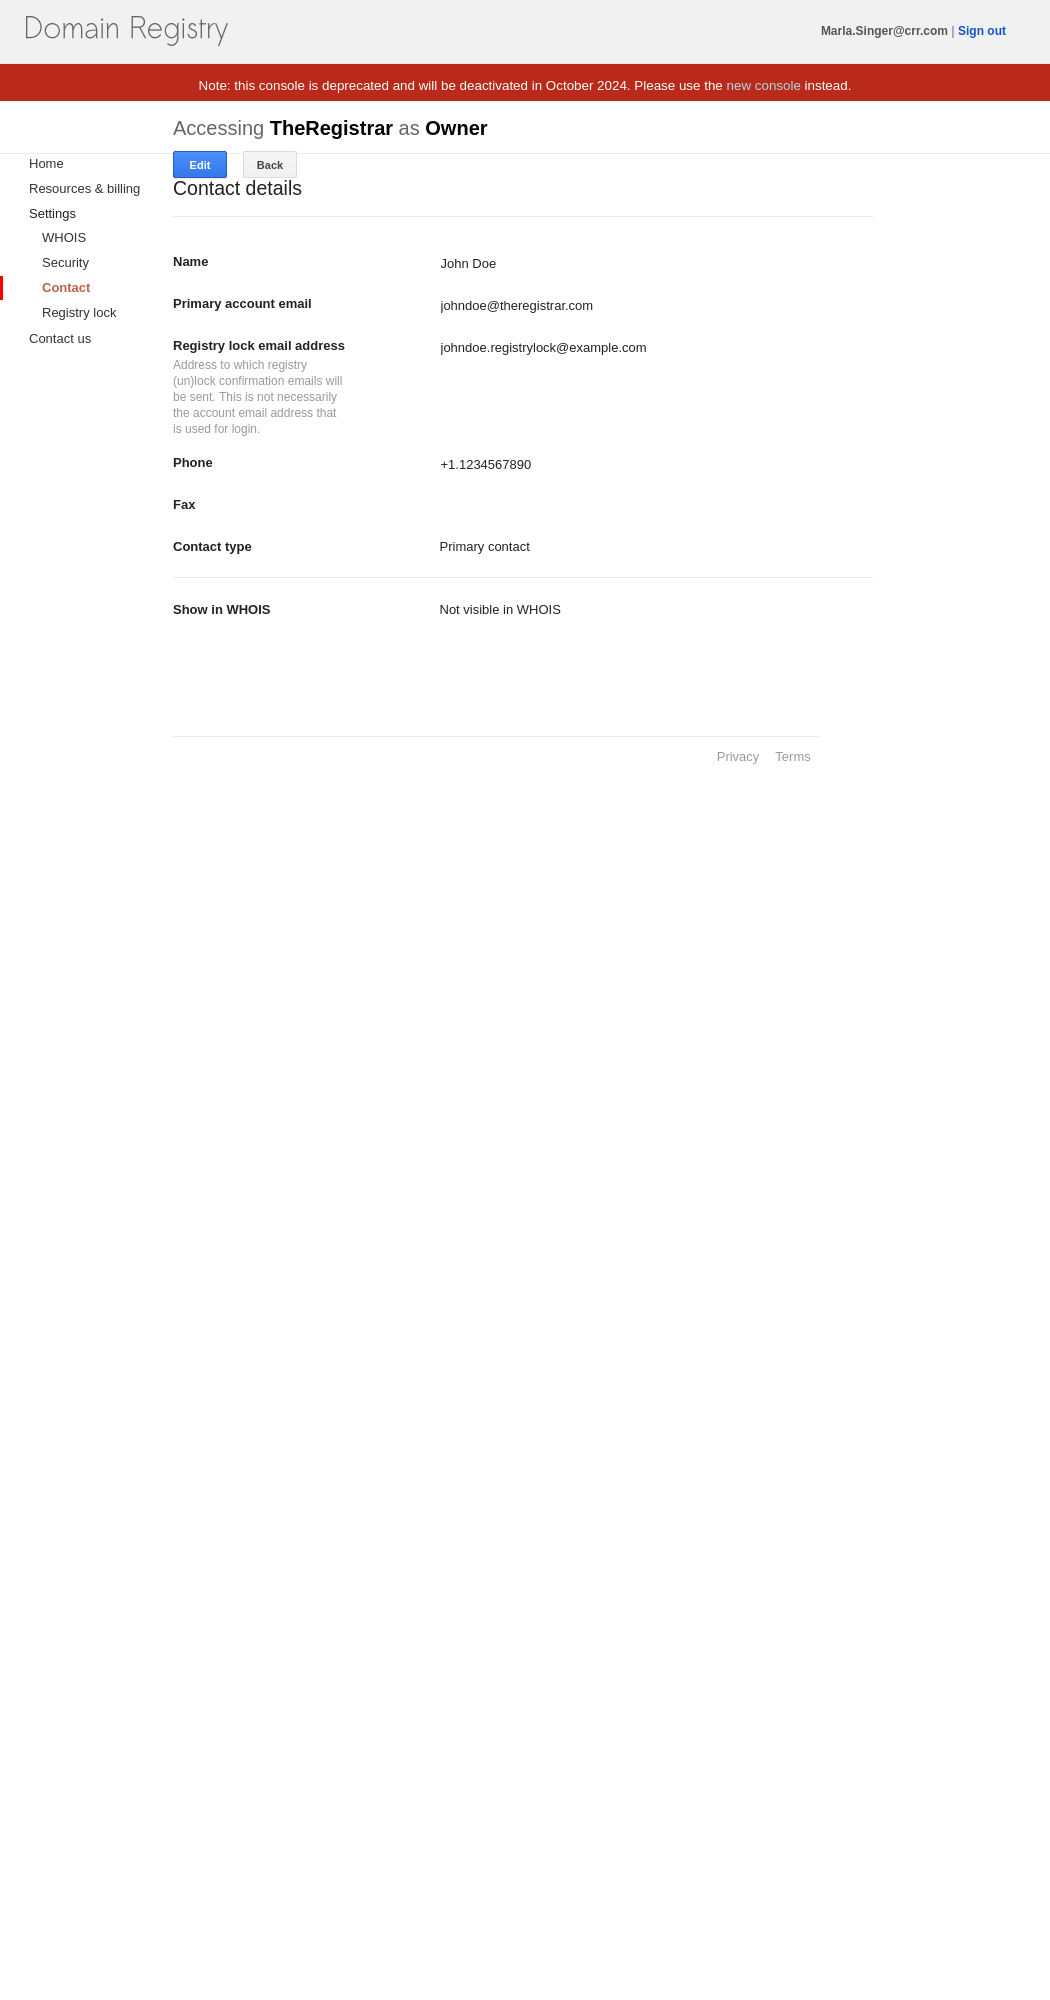 Domain Registry
Marla.Singer@crr.com | Sign out
Note: this console is deprecated and will be deactivated in October 2024. Please use the new console instead.
Accessing TheRegistrar as Owner
Edit Back
Home
Resources & billing
Settings
WHOIS
Security
Contact
Registry lock
Contact us
Contact details
Name John Doe
Primary account email johndoe@theregistrar.com
Registry lock email address johndoe.registrylock@example.com
Address to which registry
(un)lock confirmation emails will
be sent. This is not necessarily
the account email address that
is used for login.
Phone +1.1234567890
Fax
Contact type Primary contact
Show in WHOIS Not visible in WHOIS
Privacy Terms